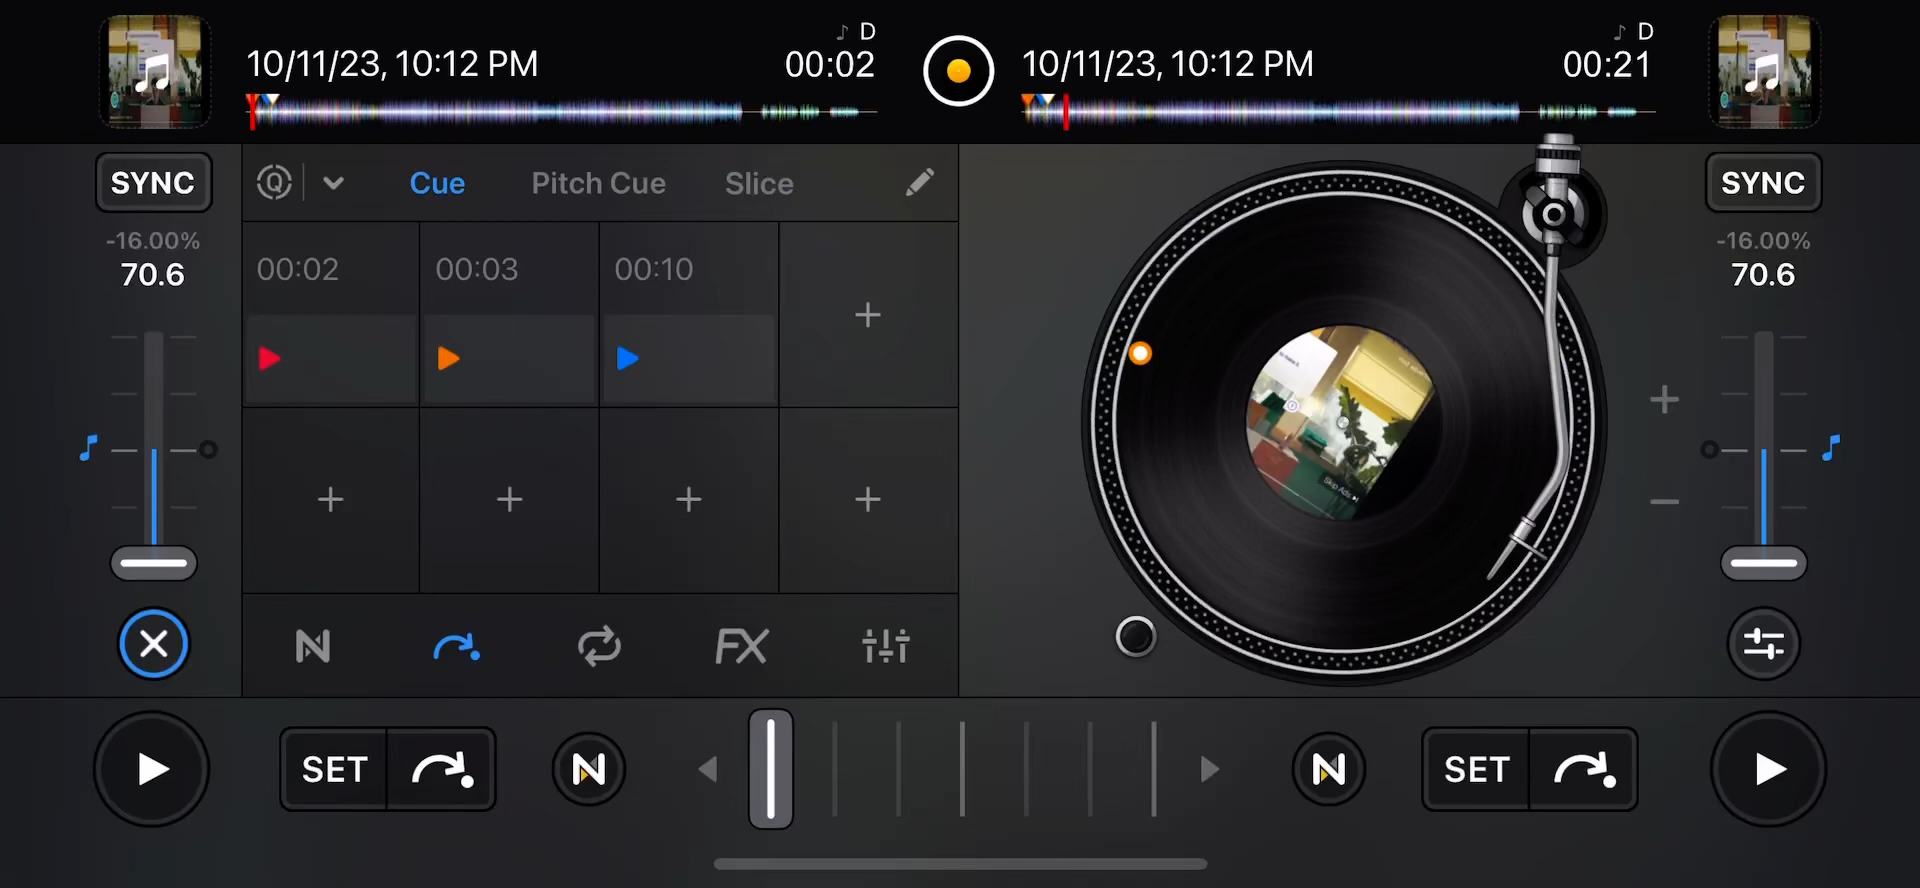 10/11/23, 10:12 PM
D
00:02
10/11/23, 10:12 PM
D
00:21
SYNC
-16.00%
70.6
Cue
Pitch Cue
Slice
00:02
00:03
00:10
FX
SYNC
-16.00%
70.6
Skip Ads
SET
N
N
SET